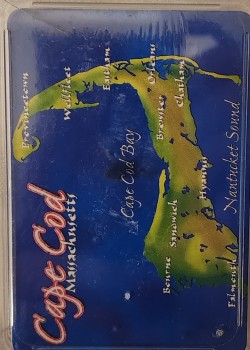 Cape Cod
Massachusetts
Provincetown
Wellfleet
Eastham
Orleans
Brewster
Chatham
Cape Cod Bay
Hyannis
Sandwich
Bourne
Falmouth
Nantucket Sound